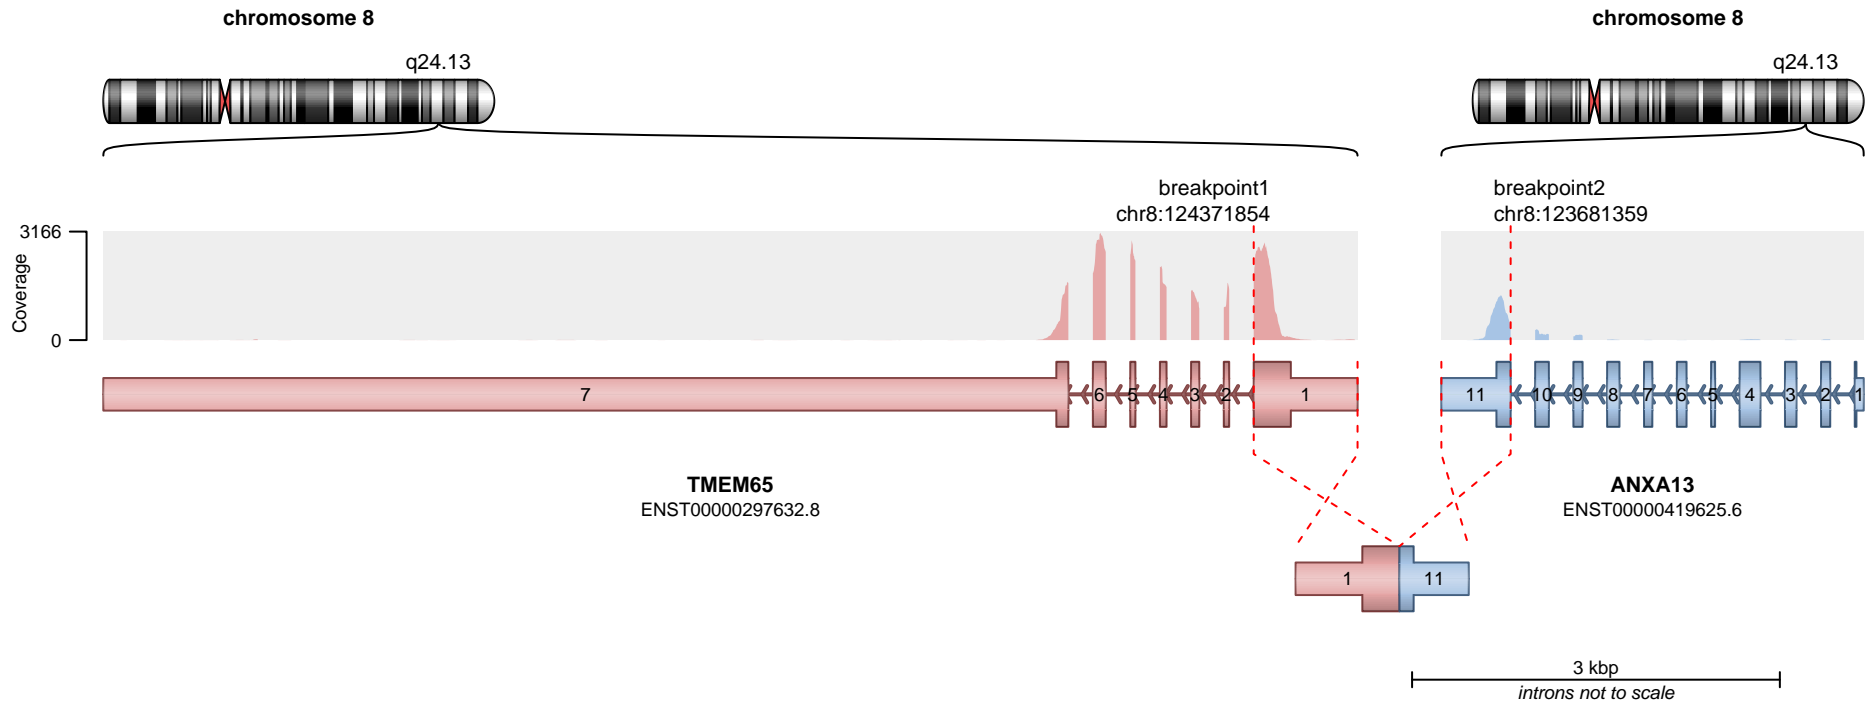 chromosome 8
chromosome 8
q24.13
q24.13
breakpoint1
chr8:124371854
breakpoint2
chr8:123681359
3166
Coverage
0
7
6
5
4
3
2
1
11
10
9
8
7
6
5
4
3
2
1
TMEM65
ENST00000297632.8
ANXA13
ENST00000419625.6
1
11
3 kbp
introns not to scale